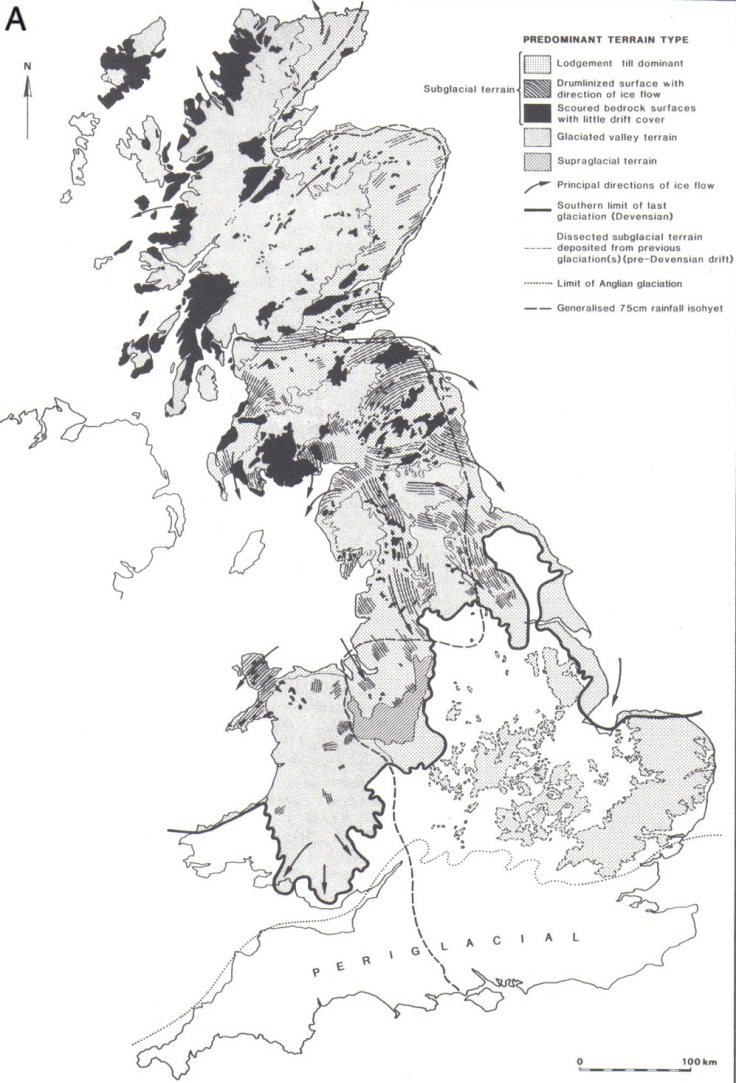 A
N
PREDOMINANT TERRAIN TYPE
Subglacial terrain
Lodgement till dominant
Drumlinized surface with
direction of ice flow
Scoured bedrock surfaces
with little drift cover
Glaciated valley terrain
Supraglacial terrain
Principal directions of ice flow
Southern limit of last
glaciation (Devensian)
Dissected subglacial terrain
deposited from previous
glaciation(s)(pre-Devensian drift)
Limit of Anglian glaciation
Generalised 75cm rainfall isohyet
PERIGLACIAL
0 100 km